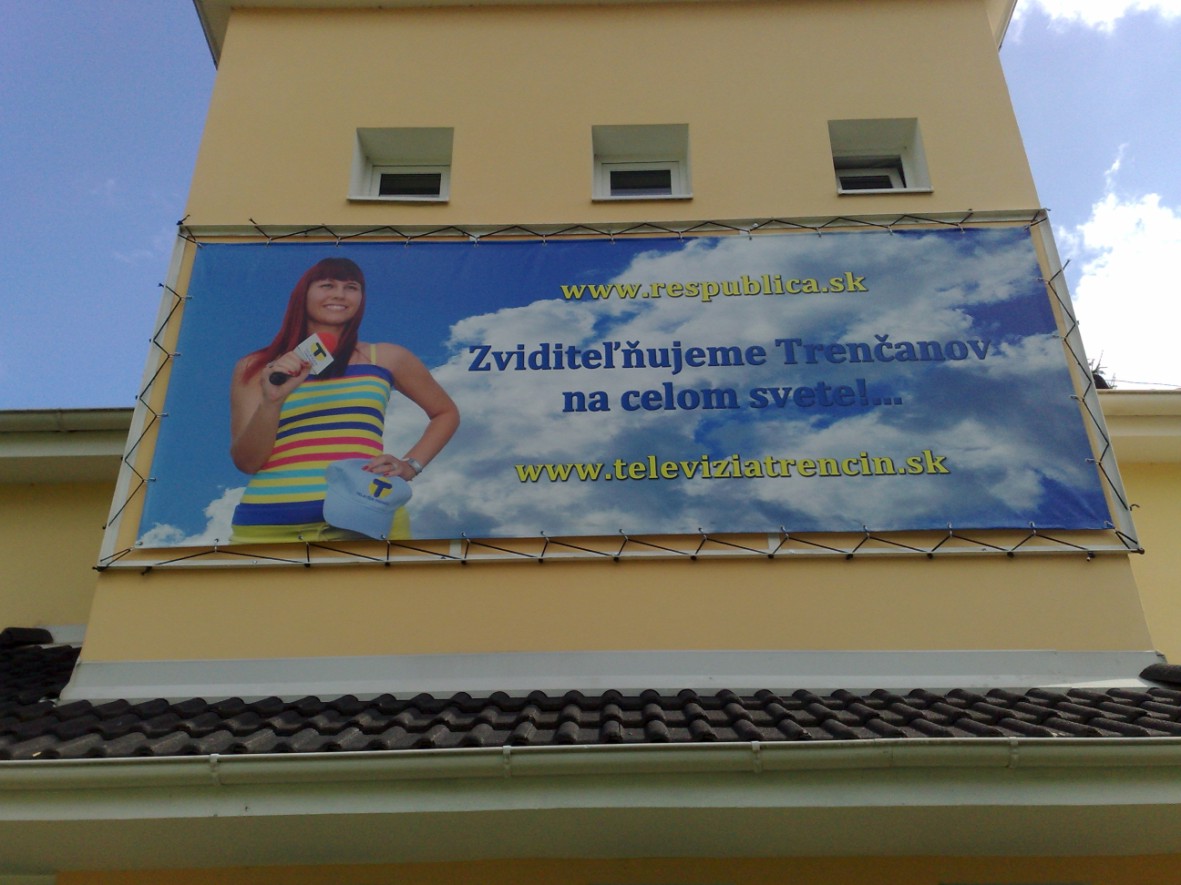 www.respublica.sk
Zviditeľňujeme Trenčanov
na celom svete!...
www.televiziatrencin.sk